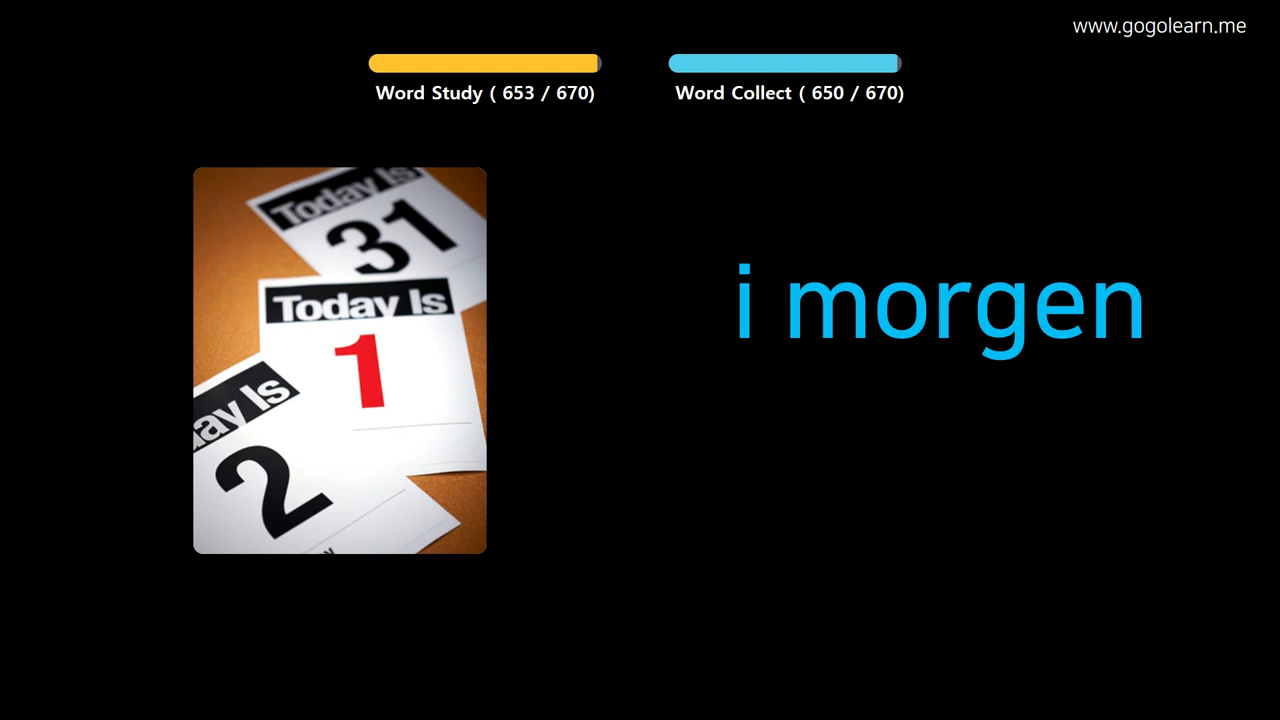 www.gogolearn.me
Word Study ( 653 / 670)
Word Collect ( 650 / 670)
Today Is
31
Today Is
1
ay Is
2
i morgen